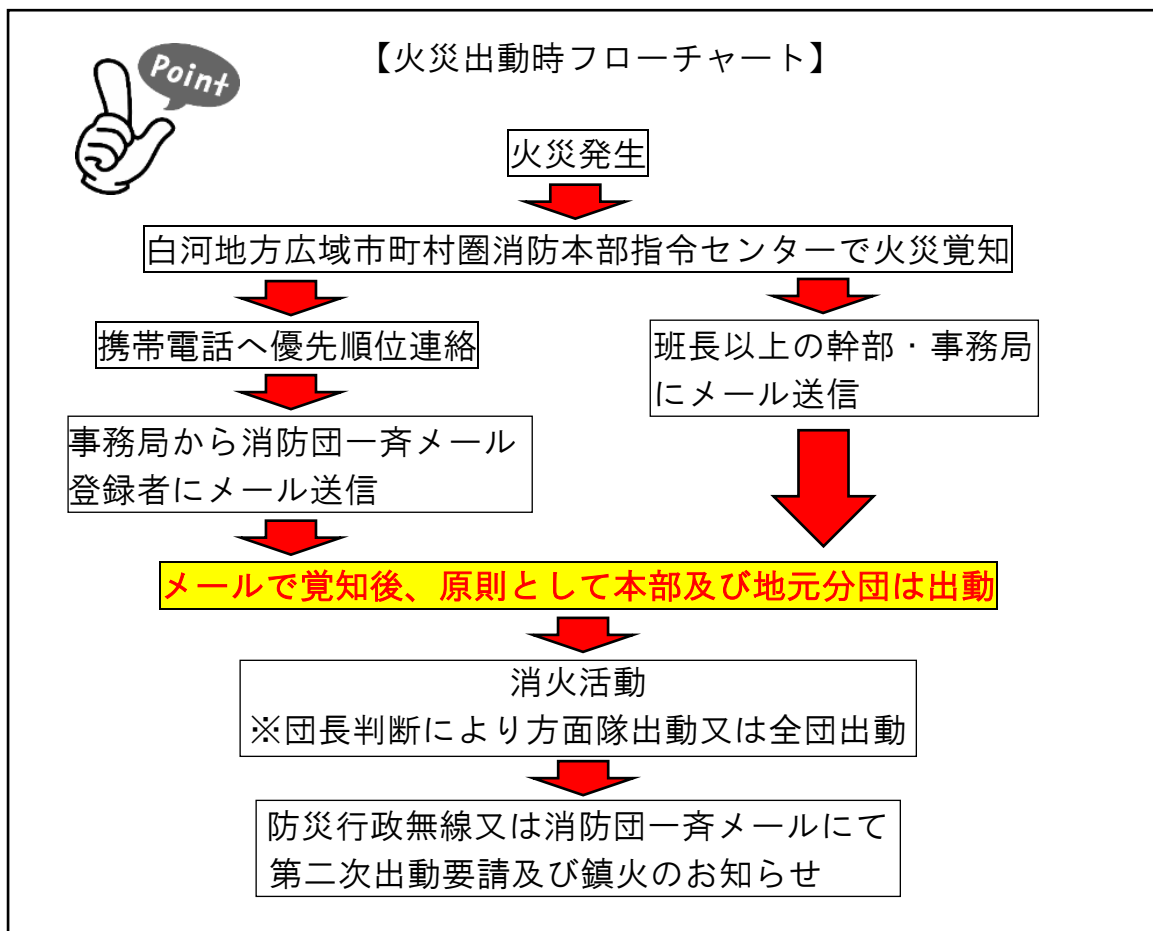 Point
【火災出動時フローチャート】
火災発生
白河地方広域市町村圏消防本部指令センターで火災覚知
携帯電話へ優先順位連絡
事務局から消防団一斉メール
登録者にメール送信
班長以上の幹部・事務局
にメール送信
メールで覚知後、原則として本部及び地元分団は出動
消火活動
※団長判断により方面隊出動又は全団出動
防災行政無線又は消防団一斉メールにて
第二次出動要請及び鎮火のお知らせ